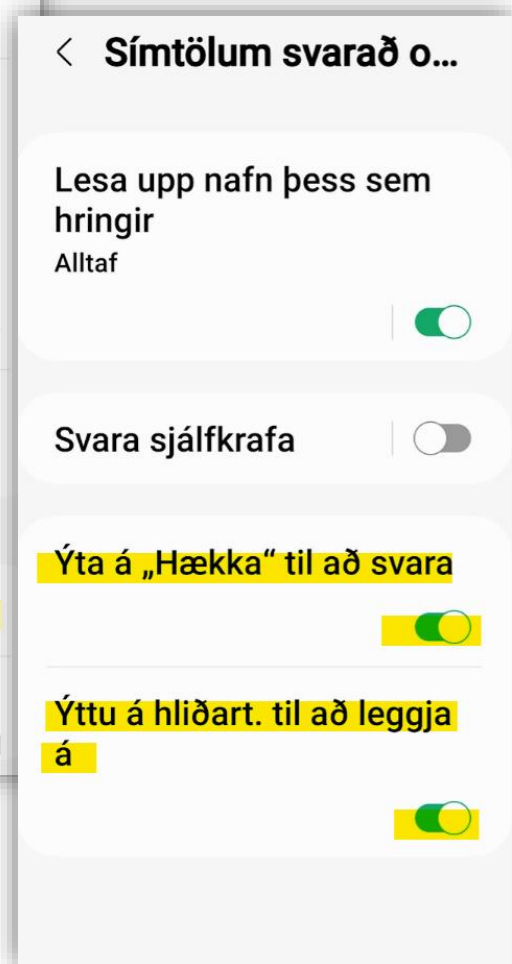 Símtölum svarað o...
Lesa upp nafn þess sem
hringir
Alltaf
Svara sjálfkrafa
Ýta á „Hækka“ til að svara
Ýttu á hliðart. til að leggja
á